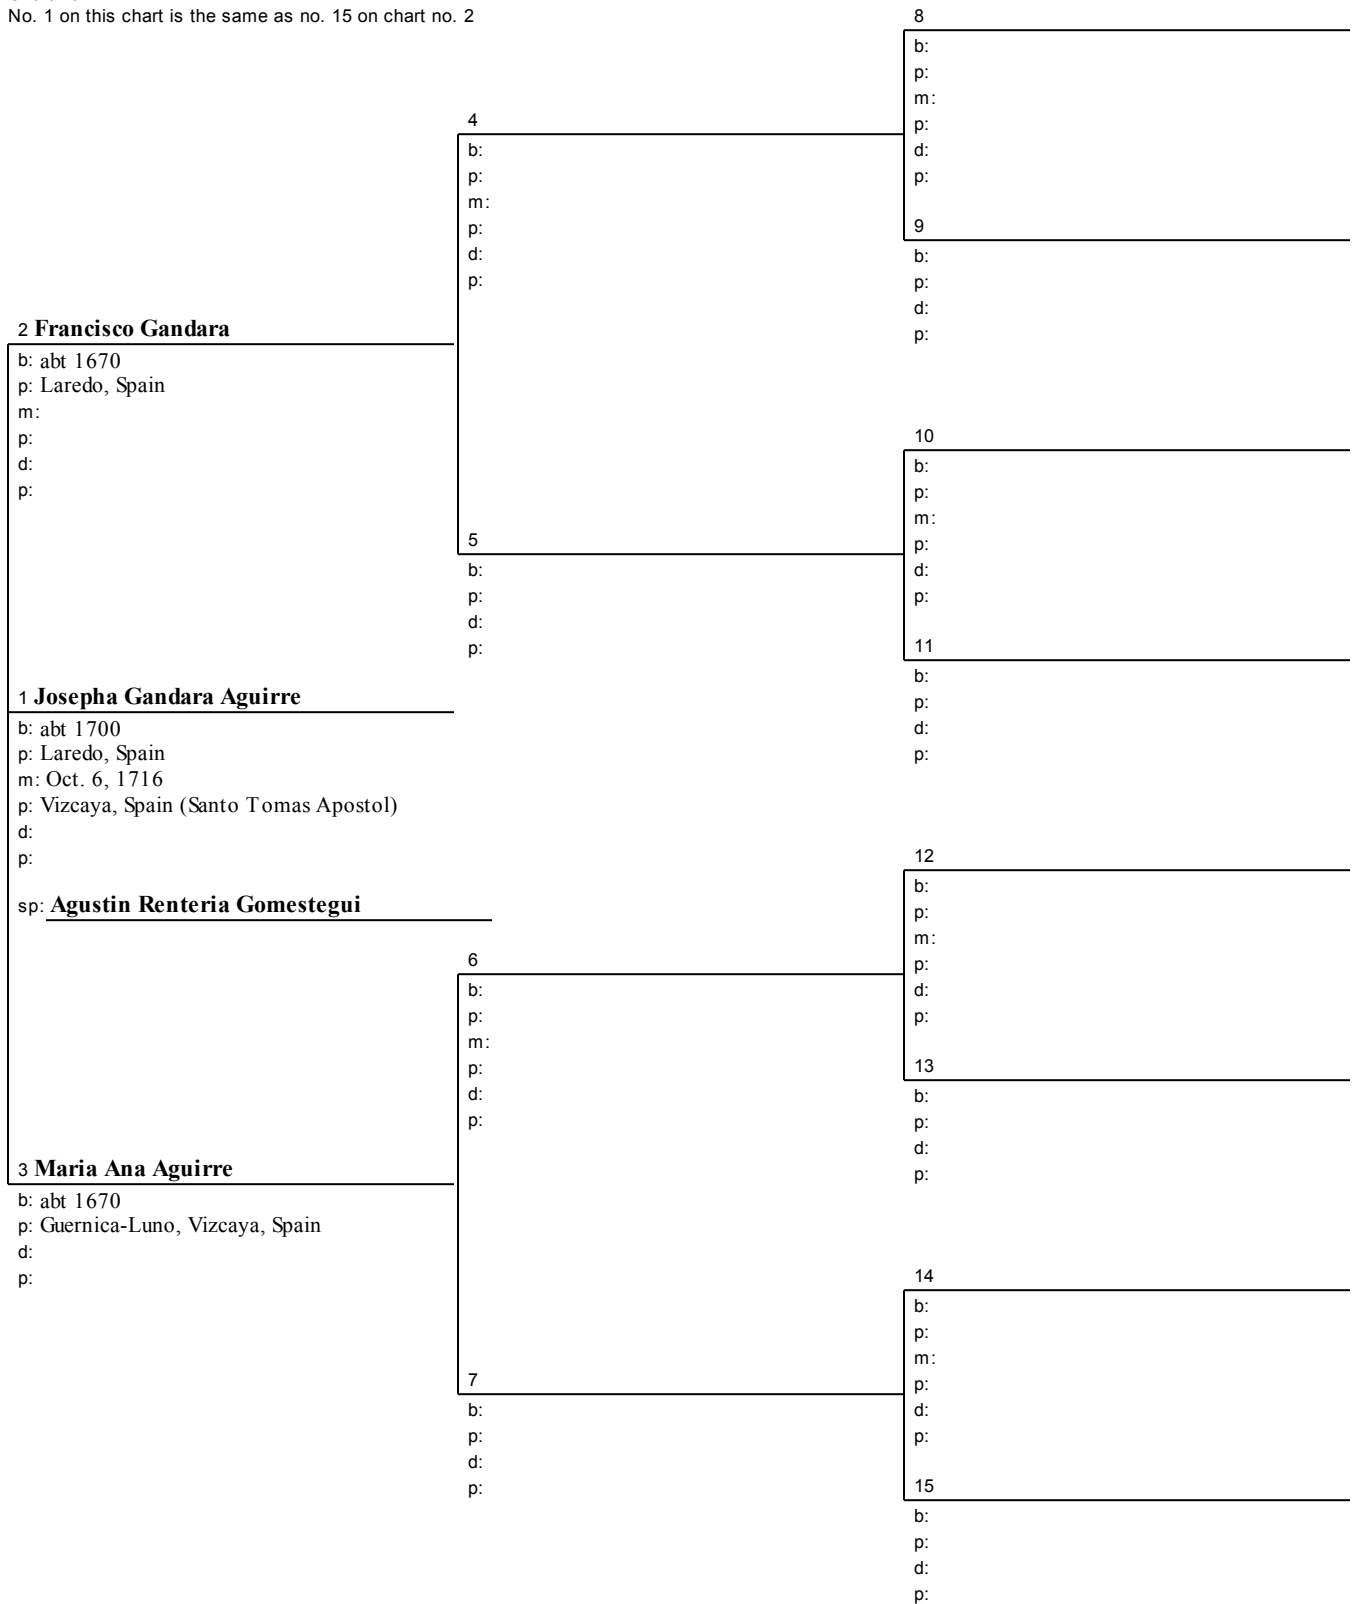 No. 1 on this chart is the same as no. 15 on chart no. 2
8
b:
p:
m:
p:
d:
p:
4
b:
p:
m:
p:
d:
p:
9
b:
p:
d:
p:
2 Francisco Gandara
b: abt 1670
p: Laredo, Spain
m:
p:
d:
p:
10
b:
p:
m:
p:
d:
p:
5
b:
p:
d:
p:
11
b:
p:
d:
p:
1 Josepha Gandara Aguirre
b: abt 1700
p: Laredo, Spain
m: Oct. 6, 1716
p: Vizcaya, Spain (Santo Tomas Apostol)
d:
p:
sp: Agustin Renteria Gomestegui
12
b:
p:
m:
p:
d:
p:
6
b:
p:
m:
p:
d:
p:
13
b:
p:
d:
p:
3 Maria Ana Aguirre
b: abt 1670
p: Guernica-Luno, Vizcaya, Spain
d:
p:
14
b:
p:
m:
p:
d:
p:
7
b:
p:
d:
p:
15
b:
p:
d:
p: